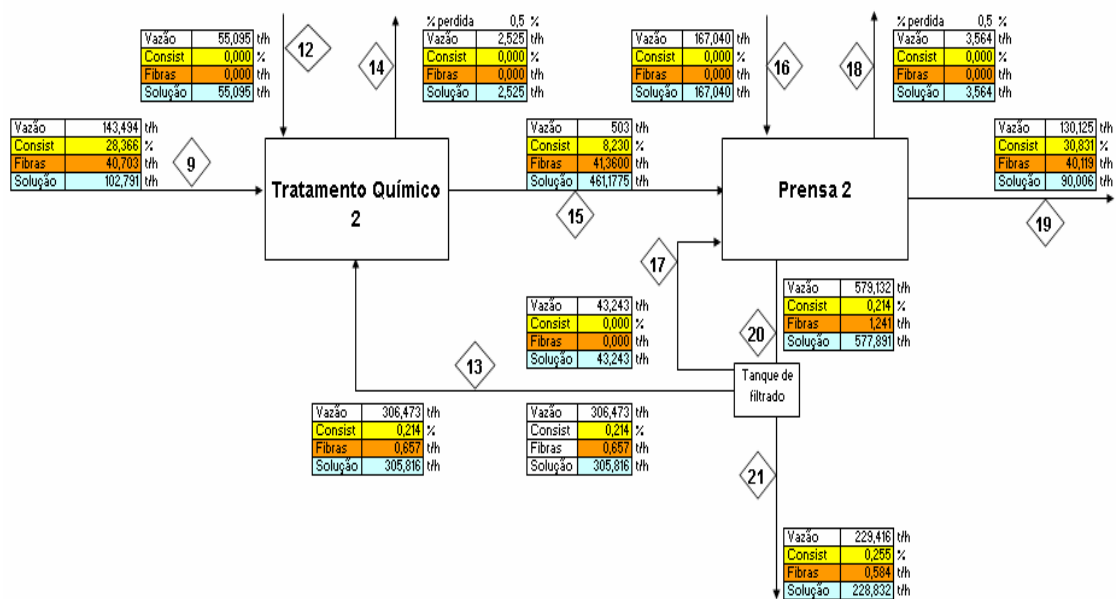 12
14
16
18
Vazão 55,095 t/h
Consist 0,000 %
Fibras 0,000 t/h
Solução 55,095 t/h
% perdida 0,5 %
Vazão 2,525 t/h
Consist 0,000 %
Fibras 0,000 t/h
Solução 2,525 t/h
Vazão 167,040 t/h
Consist 0,000 %
Fibras 0,000 t/h
Solução 167,040 t/h
% perdida 0,5 %
Vazão 3,564 t/h
Consist 0,000 %
Fibras 0,000 t/h
Solução 3,564 t/h
Vazão 143,494 t/h
Consist 28,366 %
Fibras 40,703 t/h
Solução 102,791 t/h
9
Tratamento Químico
2
Vazão 503 t/h
Consist 8,230 %
Fibras 41,3600 t/h
Solução 461,1775 t/h
15
Prensa 2
Vazão 130,125 t/h
Consist 30,831 %
Fibras 40,119 t/h
Solução 90,006 t/h
19
17
Vazão 43,243 t/h
Consist 0,000 %
Fibras 0,000 t/h
Solução 43,243 t/h
20
Vazão 579,132 t/h
Consist 0,214 %
Fibras 1,241 t/h
Solução 577,891 t/h
13
Tanque de
filtrado
Vazão 306,473 t/h
Consist 0,214 %
Fibras 0,657 t/h
Solução 305,816 t/h
Vazão 306,473 t/h
Consist 0,214 %
Fibras 0,657 t/h
Solução 305,816 t/h
21
Vazão 229,416 t/h
Consist 0,255 %
Fibras 0,584 t/h
Solução 228,832 t/h